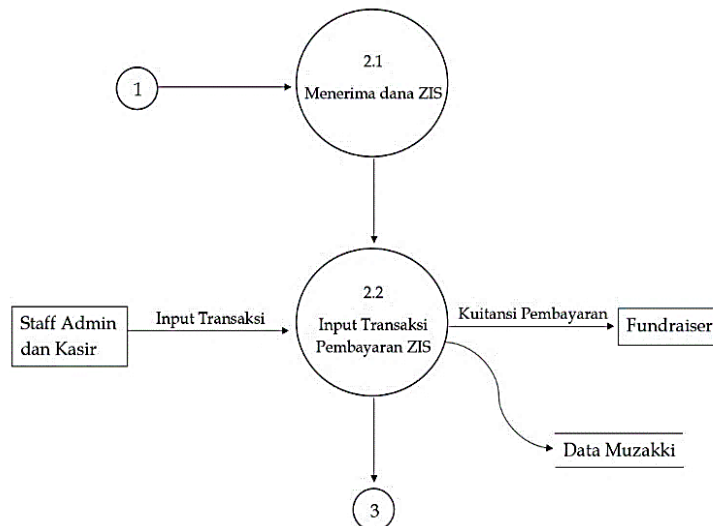 2.1
Menerima dana ZIS
1
2.2
Input Transaksi
Pembayaran ZIS
Staff Admin
dan Kasir
Input Transaksi
Kuitansi Pembayaran
Fundraiser
Data Muzakki
3